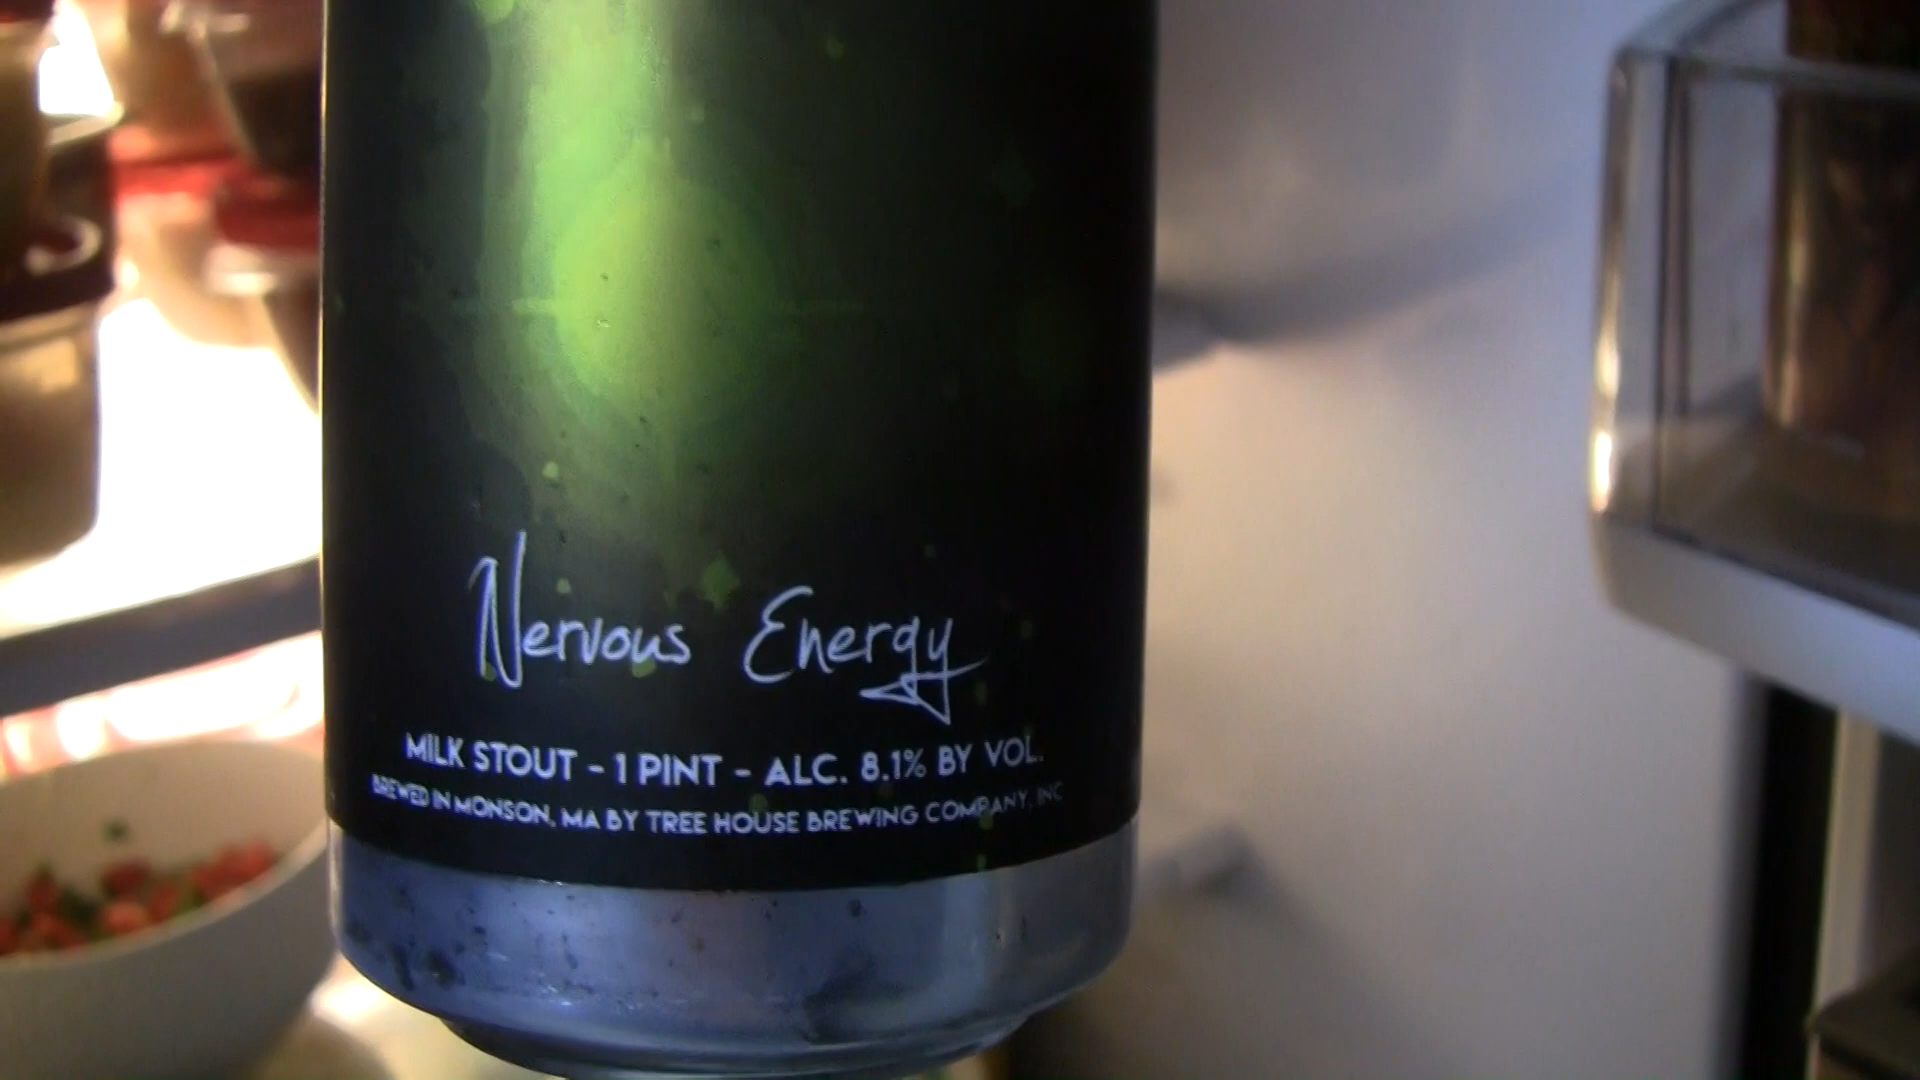 Nervous Energy
MILK STOUT - 1 PINT - ALC. 8.1% BY VOL.
BREWED IN MONSON, MA BY TREE HOUSE BREWING COMPANY, INC